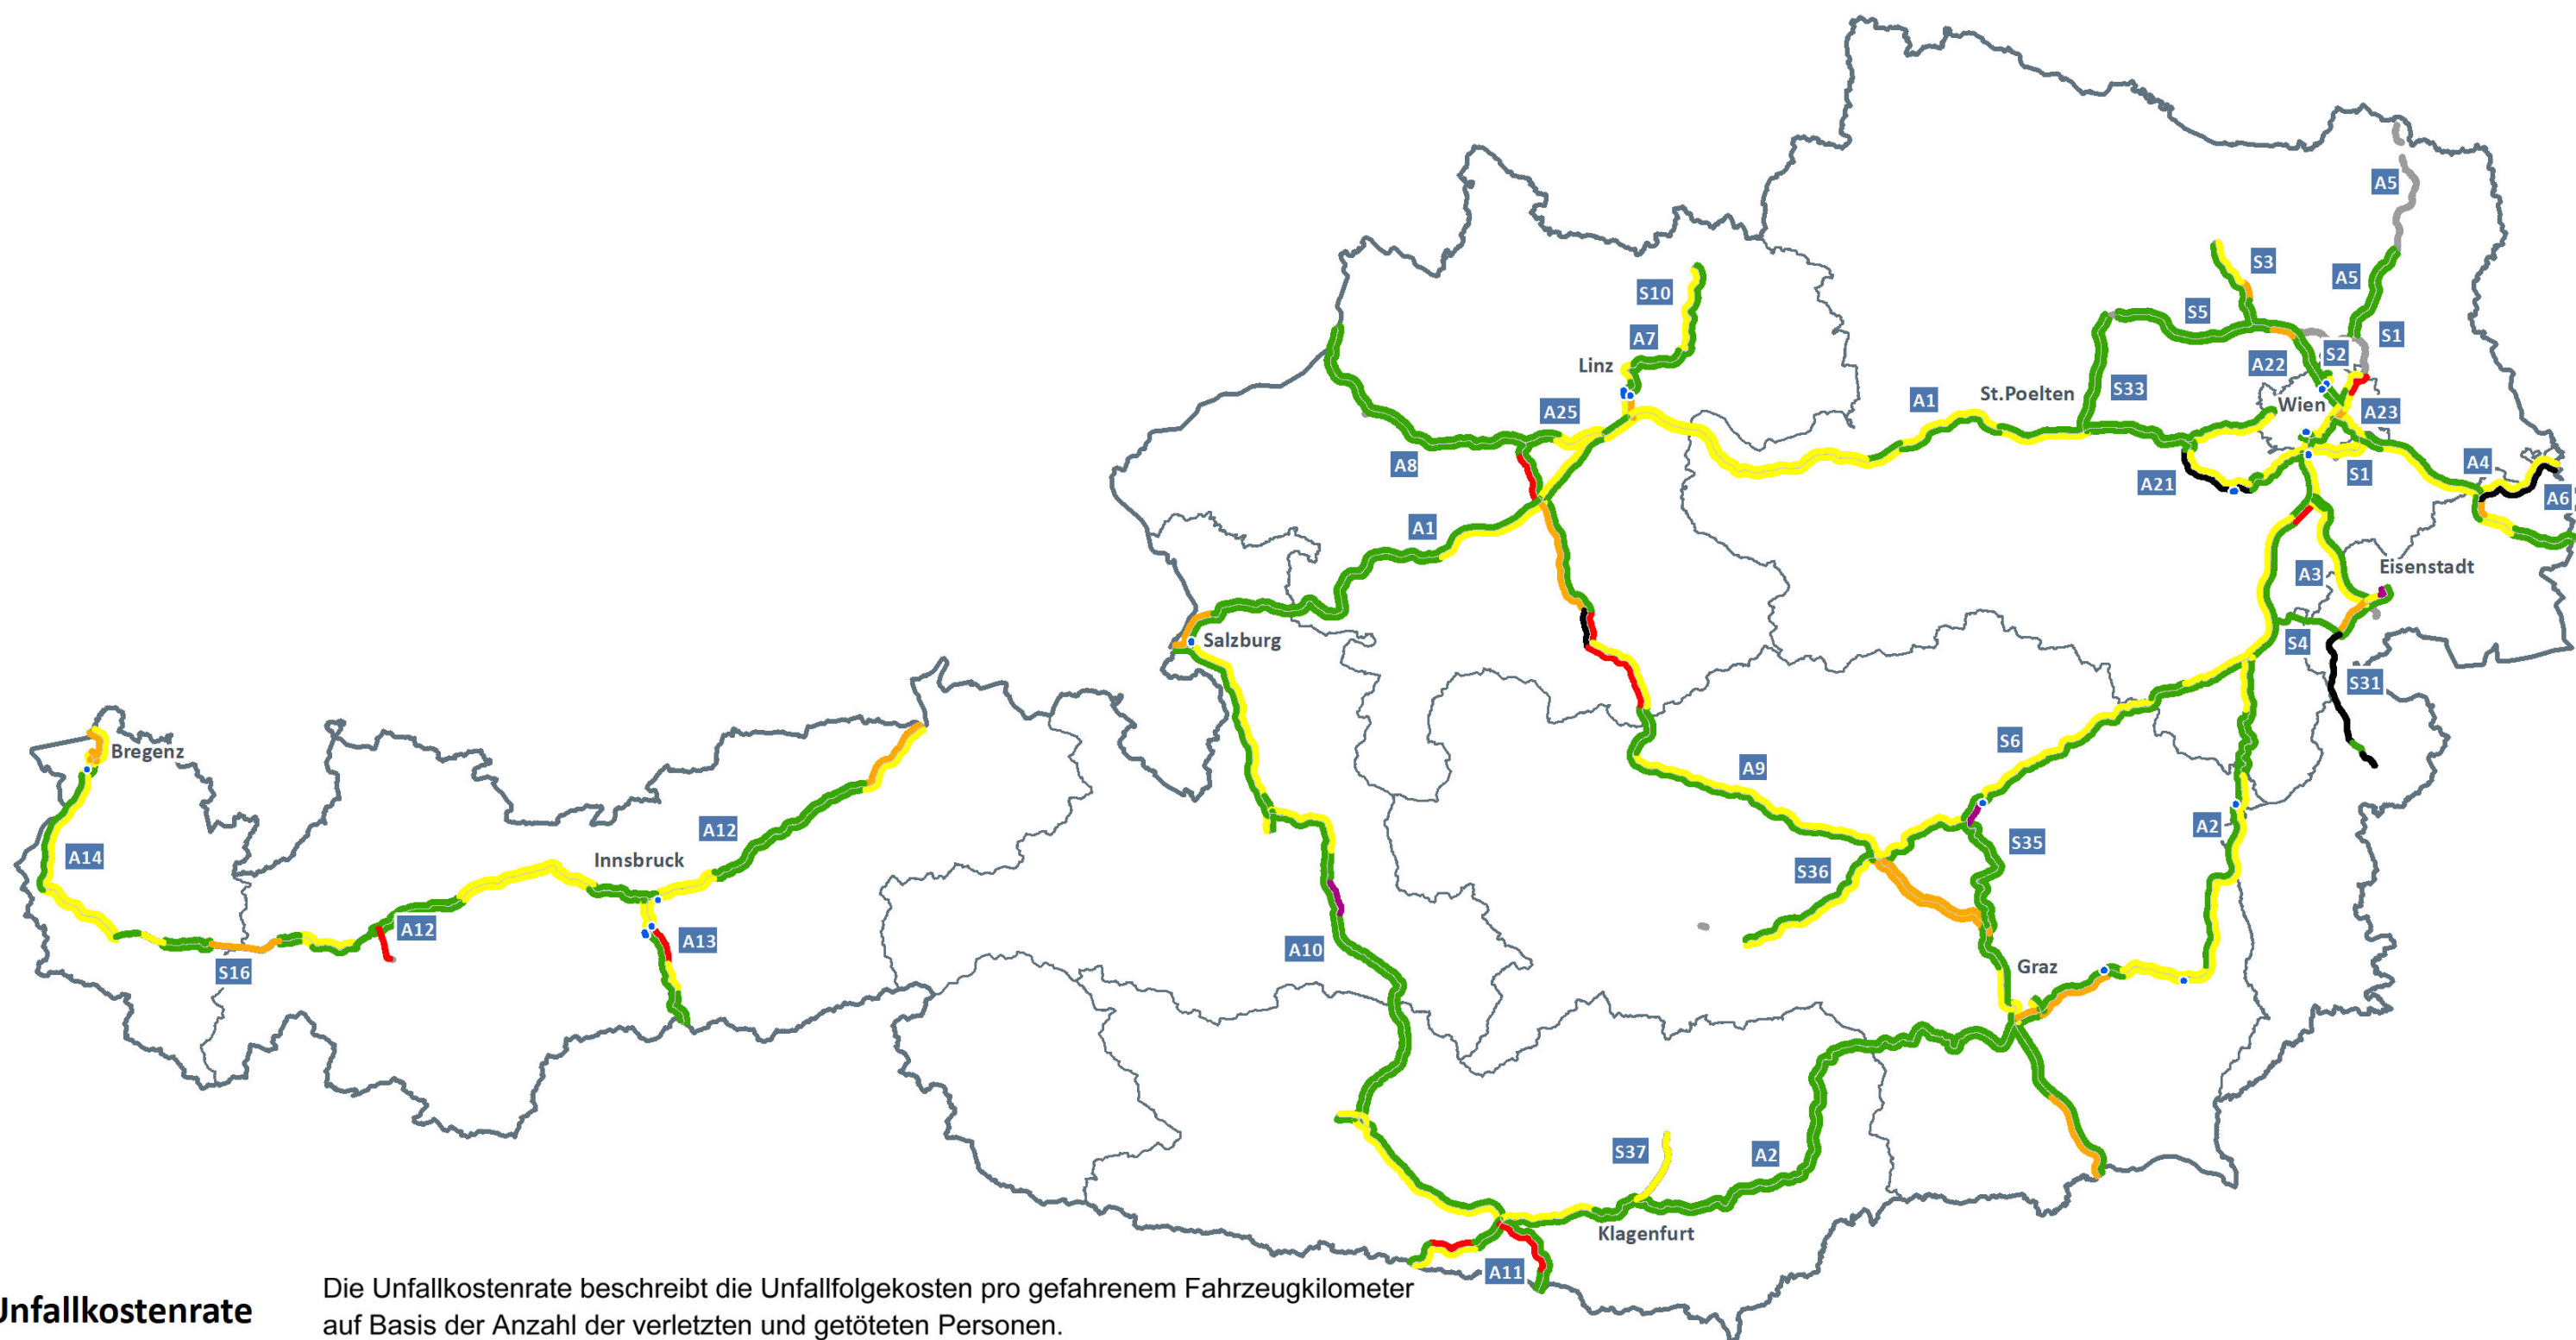 A5
S3
A5
S10
S5
S1
A7
S2
Linz
A22
S33
St.Poelten
A1
Wien
A25
A23
A8
A4
S1
A21
A6
A1
A3
Eisenstadt
S4
Salzburg
S31
S6
Bregenz
A9
A12
A2
S35
A14
Innsbruck
S36
A12
A13
A10
Graz
S16
S37
A2
Klagenfurt
A11
Unfallkostenrate
Die Unfallkostenrate beschreibt die Unfallfolgekosten pro gefahrenem Fahrzeugkilometer
auf Basis der Anzahl der verletzten und getöteten Personen.